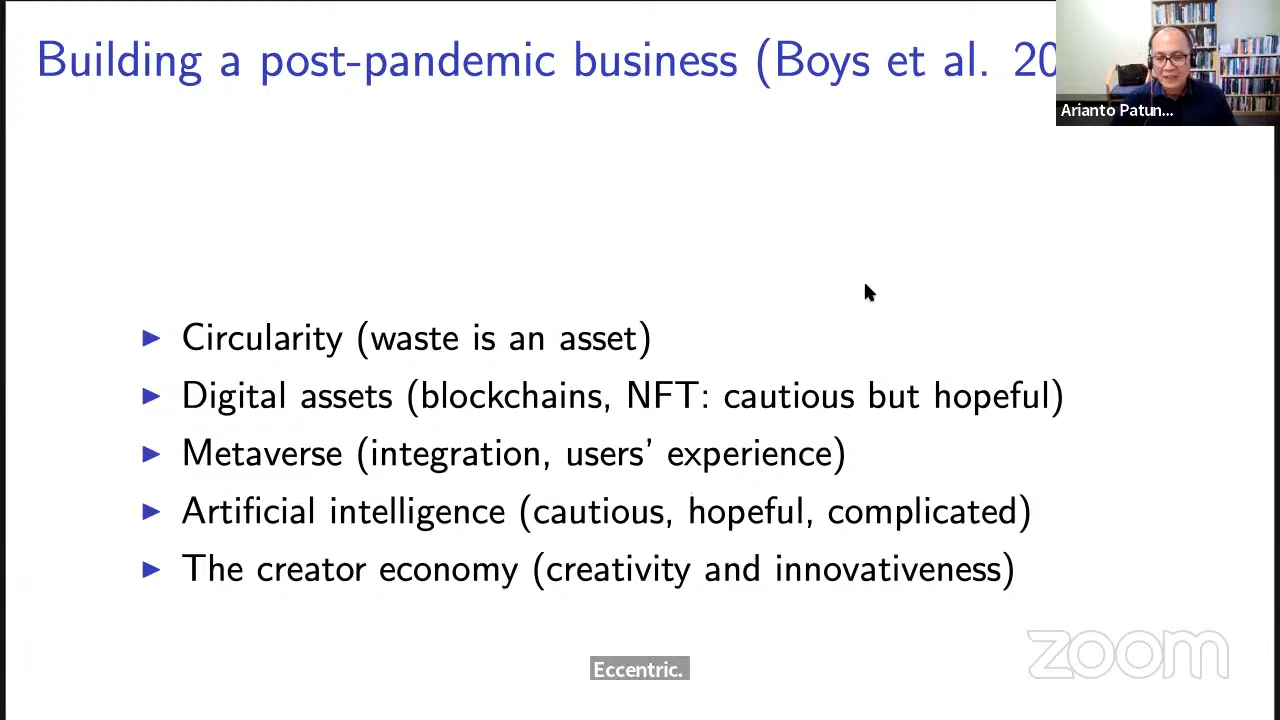 Building a post-pandemic business (Boys et al. 20
Arianto Patun...
▶ Circularity (waste is an asset)
▶ Digital assets (blockchains, NFT: cautious but hopeful)
▶ Metaverse (integration, users’ experience)
▶ Artificial intelligence (cautious, hopeful, complicated)
▶ The creator economy (creativity and innovativeness)
zoom
Eccentric.